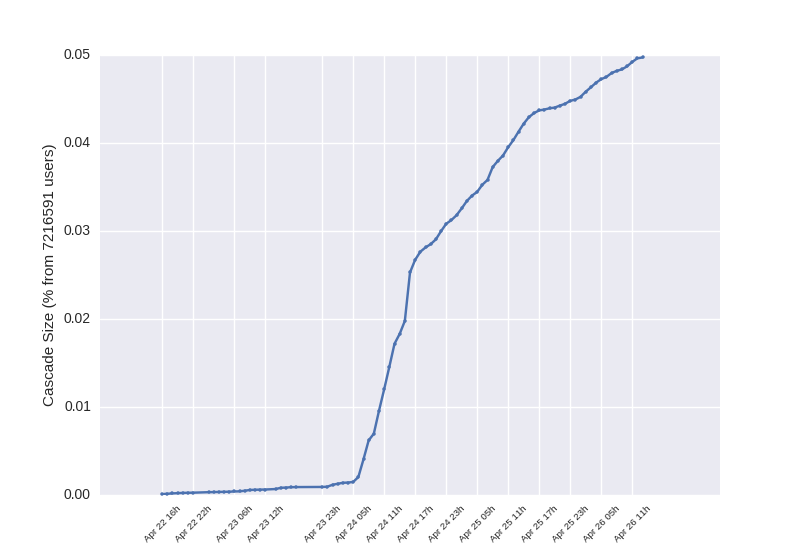 Cascade Size (% from 7216591 users)
0.05
0.04
0.03
0.02
0.01
0.00
Apr 22 16h
Apr 22 22h
Apr 23 06h
Apr 23 12h
Apr 23 23h
Apr 24 05h
Apr 24 11h
Apr 24 17h
Apr 24 23h
Apr 25 05h
Apr 25 11h
Apr 25 17h
Apr 25 23h
Apr 26 05h
Apr 26 11h